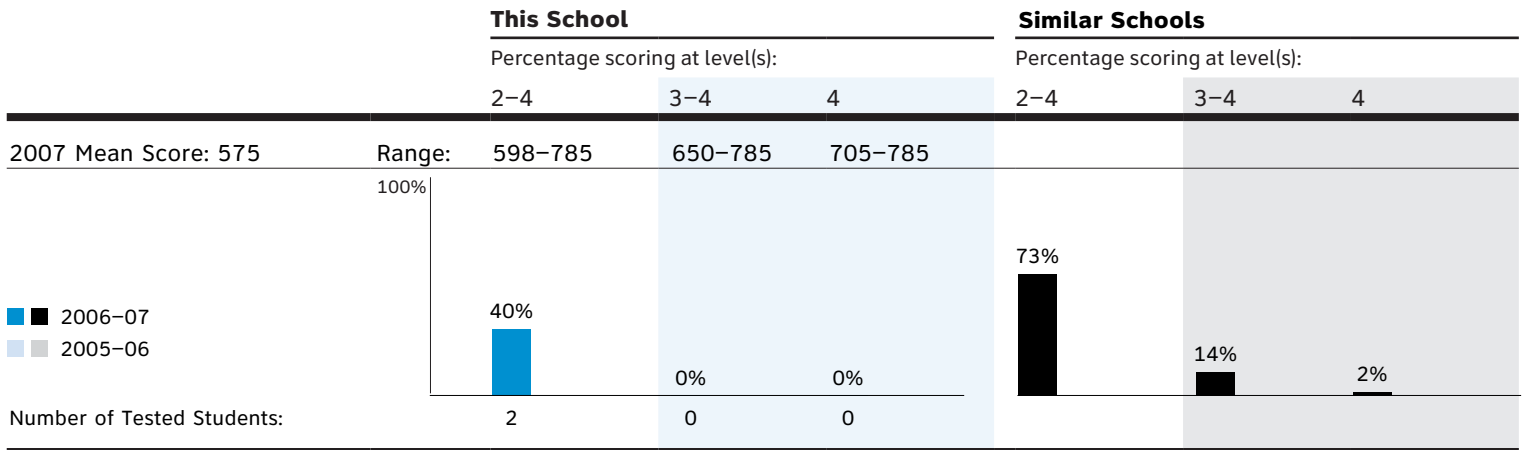 This School Similar Schools
Percentage scoring at level(s): Percentage scoring at level(s):
2–4 3–4 4 2–4 3–4 4
2007 Mean Score: 575 Range: 598–785 650–785 705–785
100%
73%
40%
2006–07
14%
2005–06
0% 0% 2%
Number of Tested Students: 2 0 0